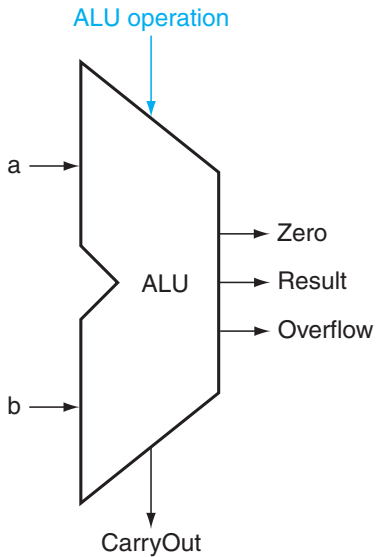 ALU operation
a
Zero
ALU
Result
Overflow
b
CarryOut